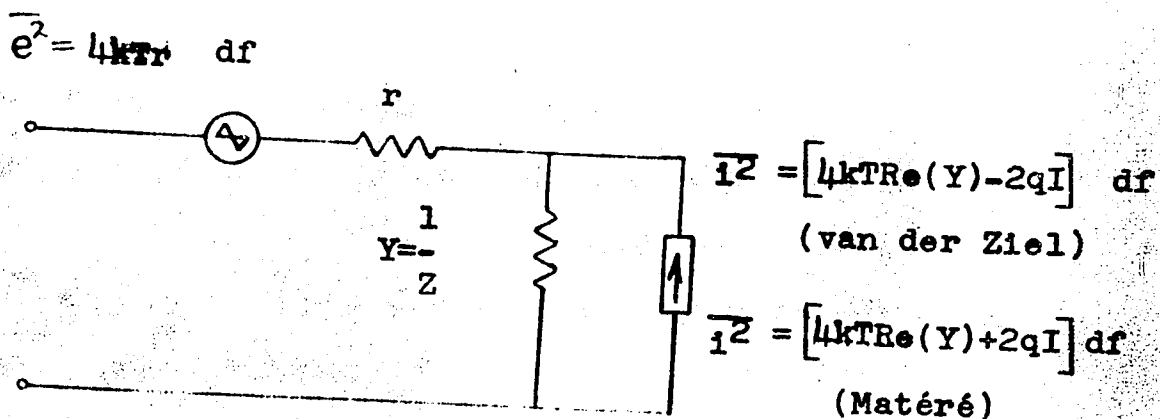 e² = 4kTr df
r
Y=1/Z
i² = [4kTRe(Y)-2qI] df
(van der Ziel)
i² = [4kTRe(Y)+2qI] df
(Matéré)